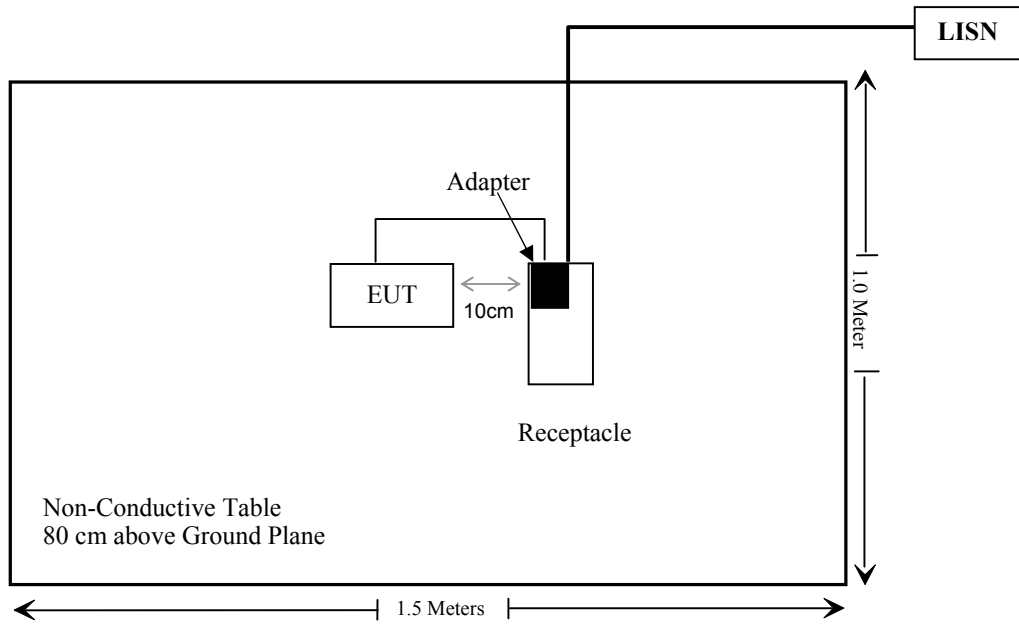 LISN
Adapter
EUT
10cm
1.0 Meter
Receptacle
Non-Conductive Table
80 cm above Ground Plane
1.5 Meters